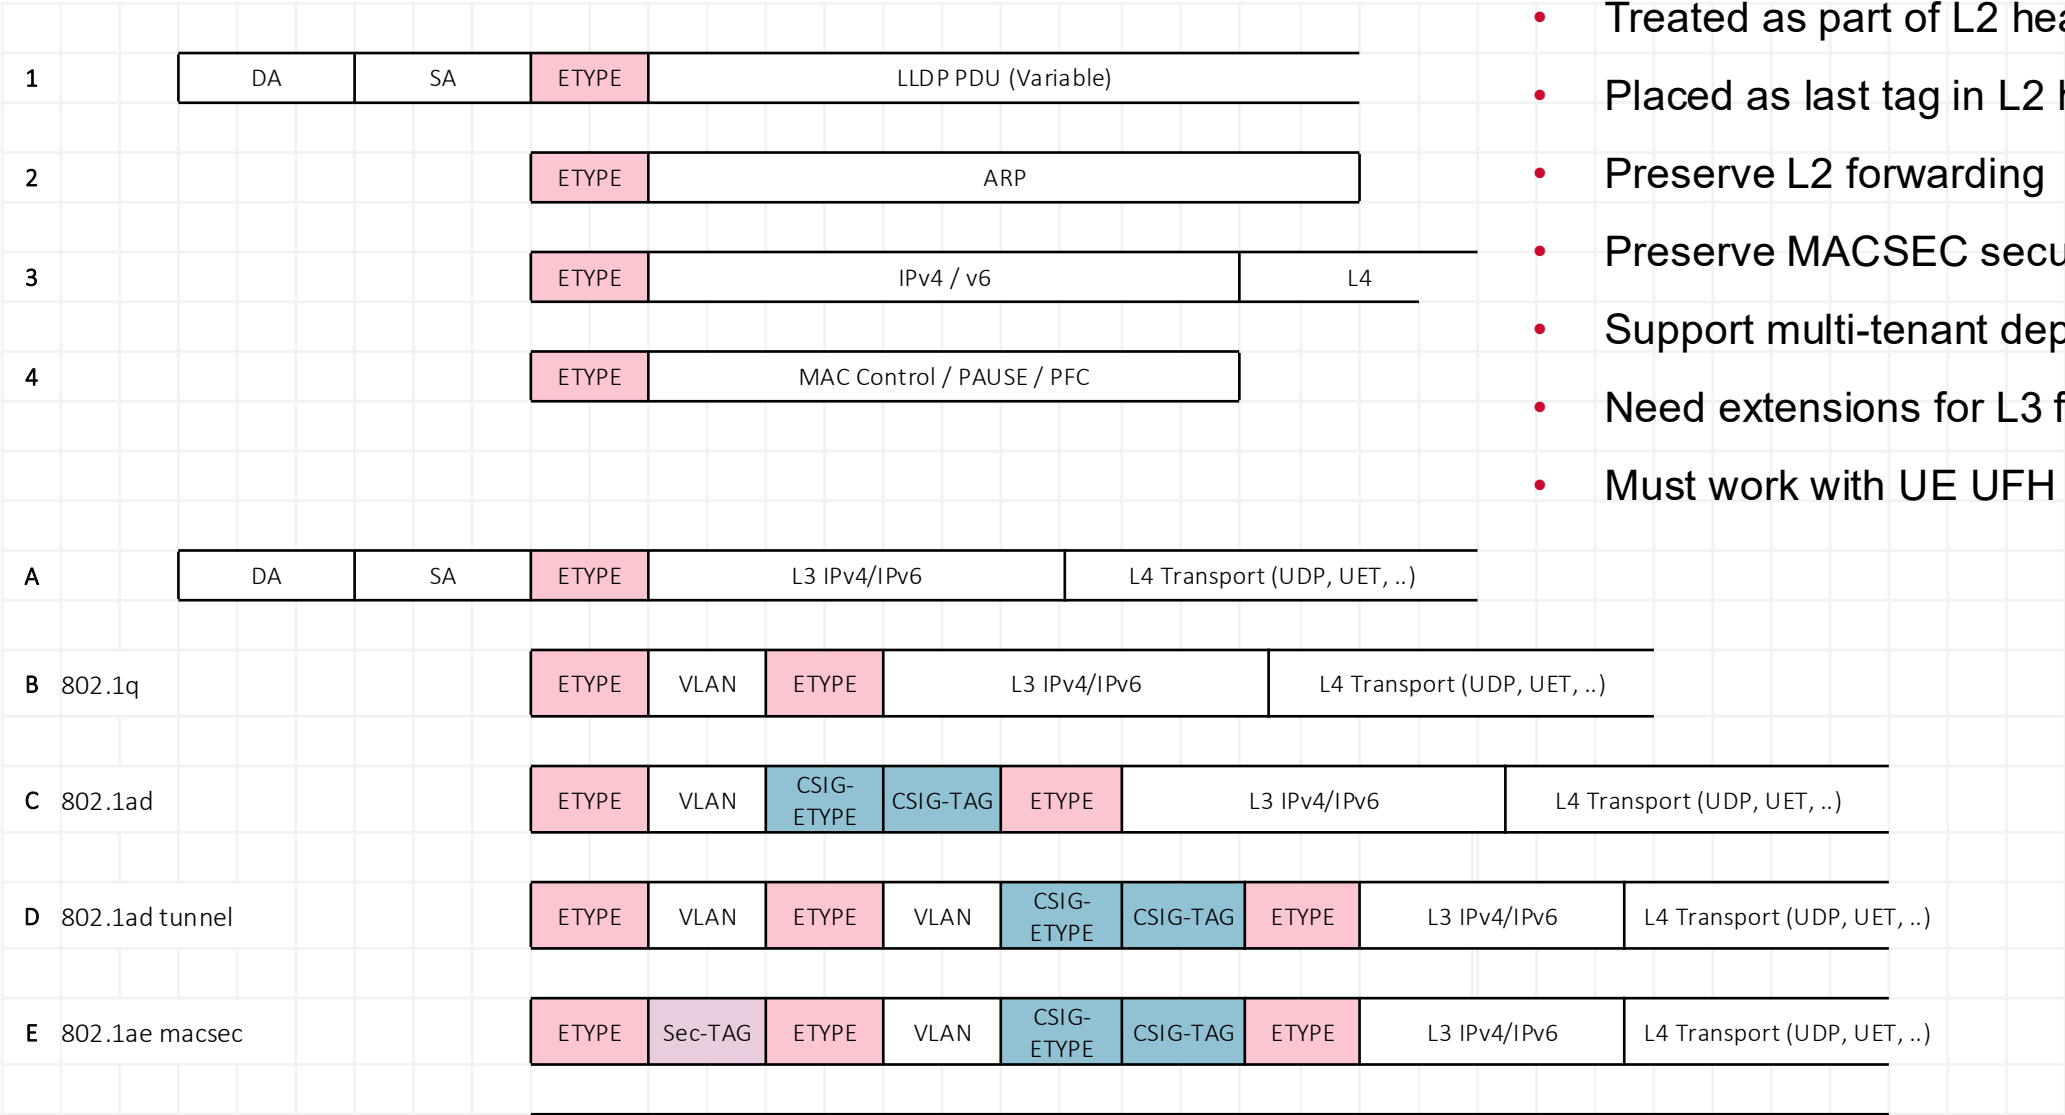 1 DA SA ETYPE LLDP PDU (Variable)
2 ETYPE ARP
3 ETYPE IPv4 / v6 L4
4 ETYPE MAC Control / PAUSE / PFC
A DA SA ETYPE L3 IPv4/IPv6 L4 Transport (UDP, UET, ..)
B 802.1q ETYPE VLAN ETYPE L3 IPv4/IPv6 L4 Transport (UDP, UET, ..)
C 802.1ad ETYPE VLAN CSIG-ETYPE CSIG-TAG ETYPE L3 IPv4/IPv6 L4 Transport (UDP, UET, ..)
D 802.1ad tunnel ETYPE VLAN ETYPE VLAN CSIG-ETYPE CSIG-TAG ETYPE L3 IPv4/IPv6 L4 Transport (UDP, UET, ..)
E 802.1ae macsec ETYPE Sec-TAG ETYPE VLAN CSIG-ETYPE CSIG-TAG ETYPE L3 IPv4/IPv6 L4 Transport (UDP, UET, ..)
• Treated as part of L2
• Placed as last tag in L2
• Preserve L2 forwarding
• Preserve MACSEC
• Support multi-tenant
• Need extensions for L3
• Must work with UE UFH